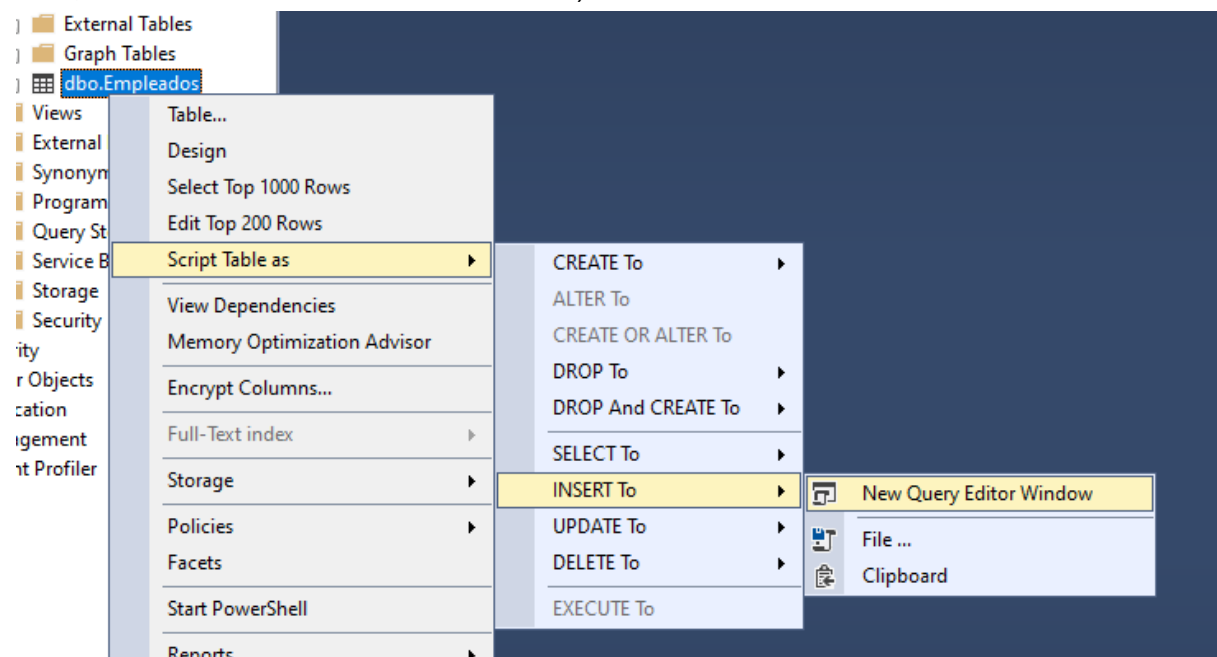 External Tables
Graph Tables
dbo.Empleados
Views
External
Synonym
Program
Query St
Service B
Storage
Security
ity
r Objects
cation
agement
nt Profiler
Table...
Design
Select Top 1000 Rows
Edit Top 200 Rows
Script Table as
View Dependencies
Memory Optimization Advisor
Encrypt Columns...
Full-Text index
Storage
Policies
Facets
Start PowerShell
Reports
CREATE To
ALTER To
CREATE OR ALTER To
DROP To
DROP And CREATE To
SELECT To
INSERT To
UPDATE To
DELETE To
EXECUTE To
New Query Editor Window
File ...
Clipboard